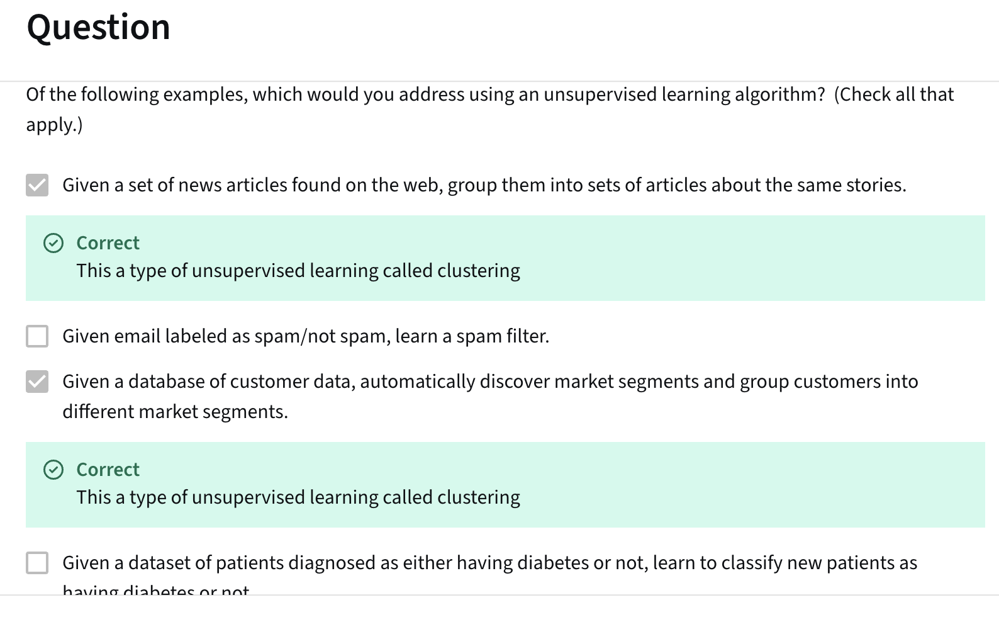 Question
Of the following examples, which would you address using an unsupervised learning algorithm?  (Check all that
apply.)
Given a set of news articles found on the web, group them into sets of articles about the same stories.
Correct
This a type of unsupervised learning called clustering
Given email labeled as spam/not spam, learn a spam filter.
Given a database of customer data, automatically discover market segments and group customers into
different market segments.
Correct
This a type of unsupervised learning called clustering
Given a dataset of patients diagnosed as either having diabetes or not, learn to classify new patients as
having diabetes or not